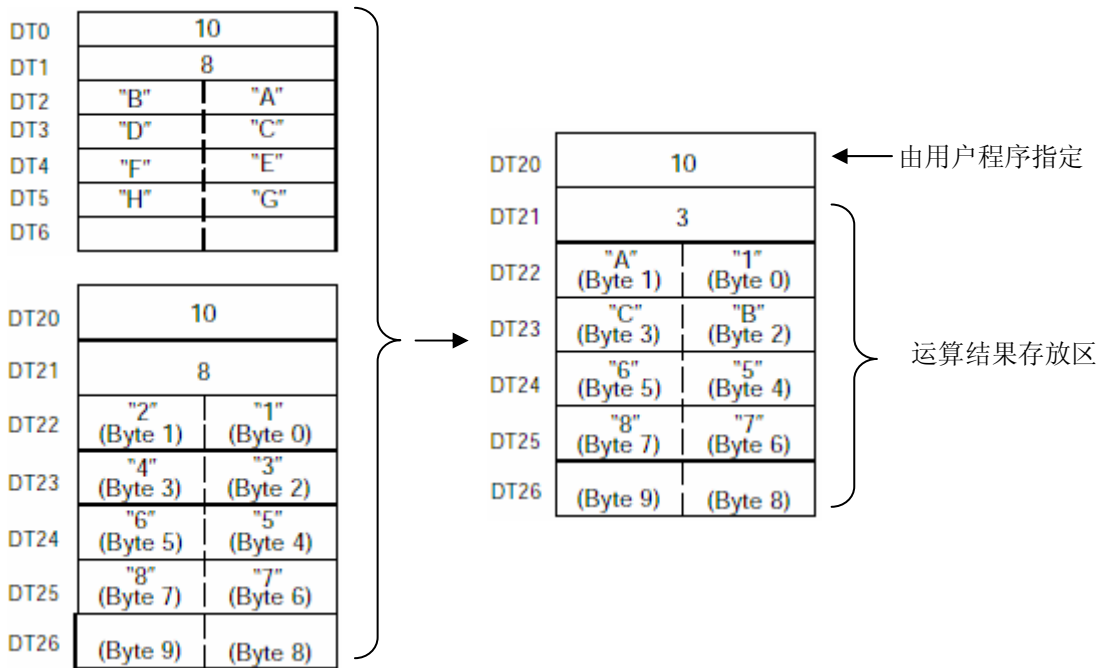 DT0 10
DT1 8
DT2 "B" "A"
DT3 "D" "C"
DT4 "F" "E"
DT5 "H" "G"
DT6
DT20 10
DT21 8
DT22 "2" (Byte 1) "1" (Byte 0)
DT23 "4" (Byte 3) "3" (Byte 2)
DT24 "6" (Byte 5) "5" (Byte 4)
DT25 "8" (Byte 7) "7" (Byte 6)
DT26 (Byte 9) (Byte 8)
DT20 10 由用户程序指定
DT21 3
DT22 "A" (Byte 1) "1" (Byte 0)
DT23 "C" (Byte 3) "B" (Byte 2)
DT24 "6" (Byte 5) "5" (Byte 4)
DT25 "8" (Byte 7) "7" (Byte 6)
DT26 (Byte 9) (Byte 8)
运算结果存放区